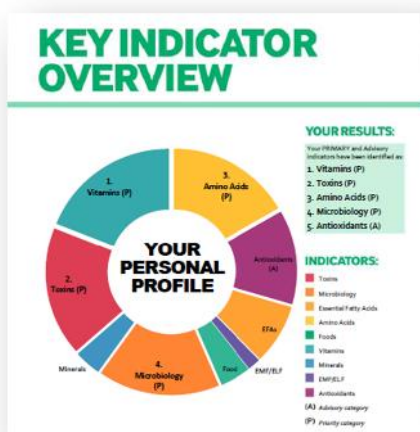 KEY INDICATOR
OVERVIEW
YOUR RESULTS:
Your PRIMARY and Advisory
indicators have been identified as:
1. Vitamins (P)
2. Toxins (P)
3. Amino Acids (P)
4. Microbiology (P)
5. Antioxidants (A)
1.
Vitamins (P)
3.
Amino Acids
(P)
Antioxidants
(A)
EFAs
EMF/ELF
Food
4.
Microbiology
(P)
Minerals
2.
Toxins (P)
YOUR
PERSONAL
PROFILE
INDICATORS:
Toxins
Microbiology
Essential Fatty Acids
Amino Acids
Foods
Vitamins
Minerals
EMF/ELF
Antioxidants
(A) Advisory category
(P) Priority category